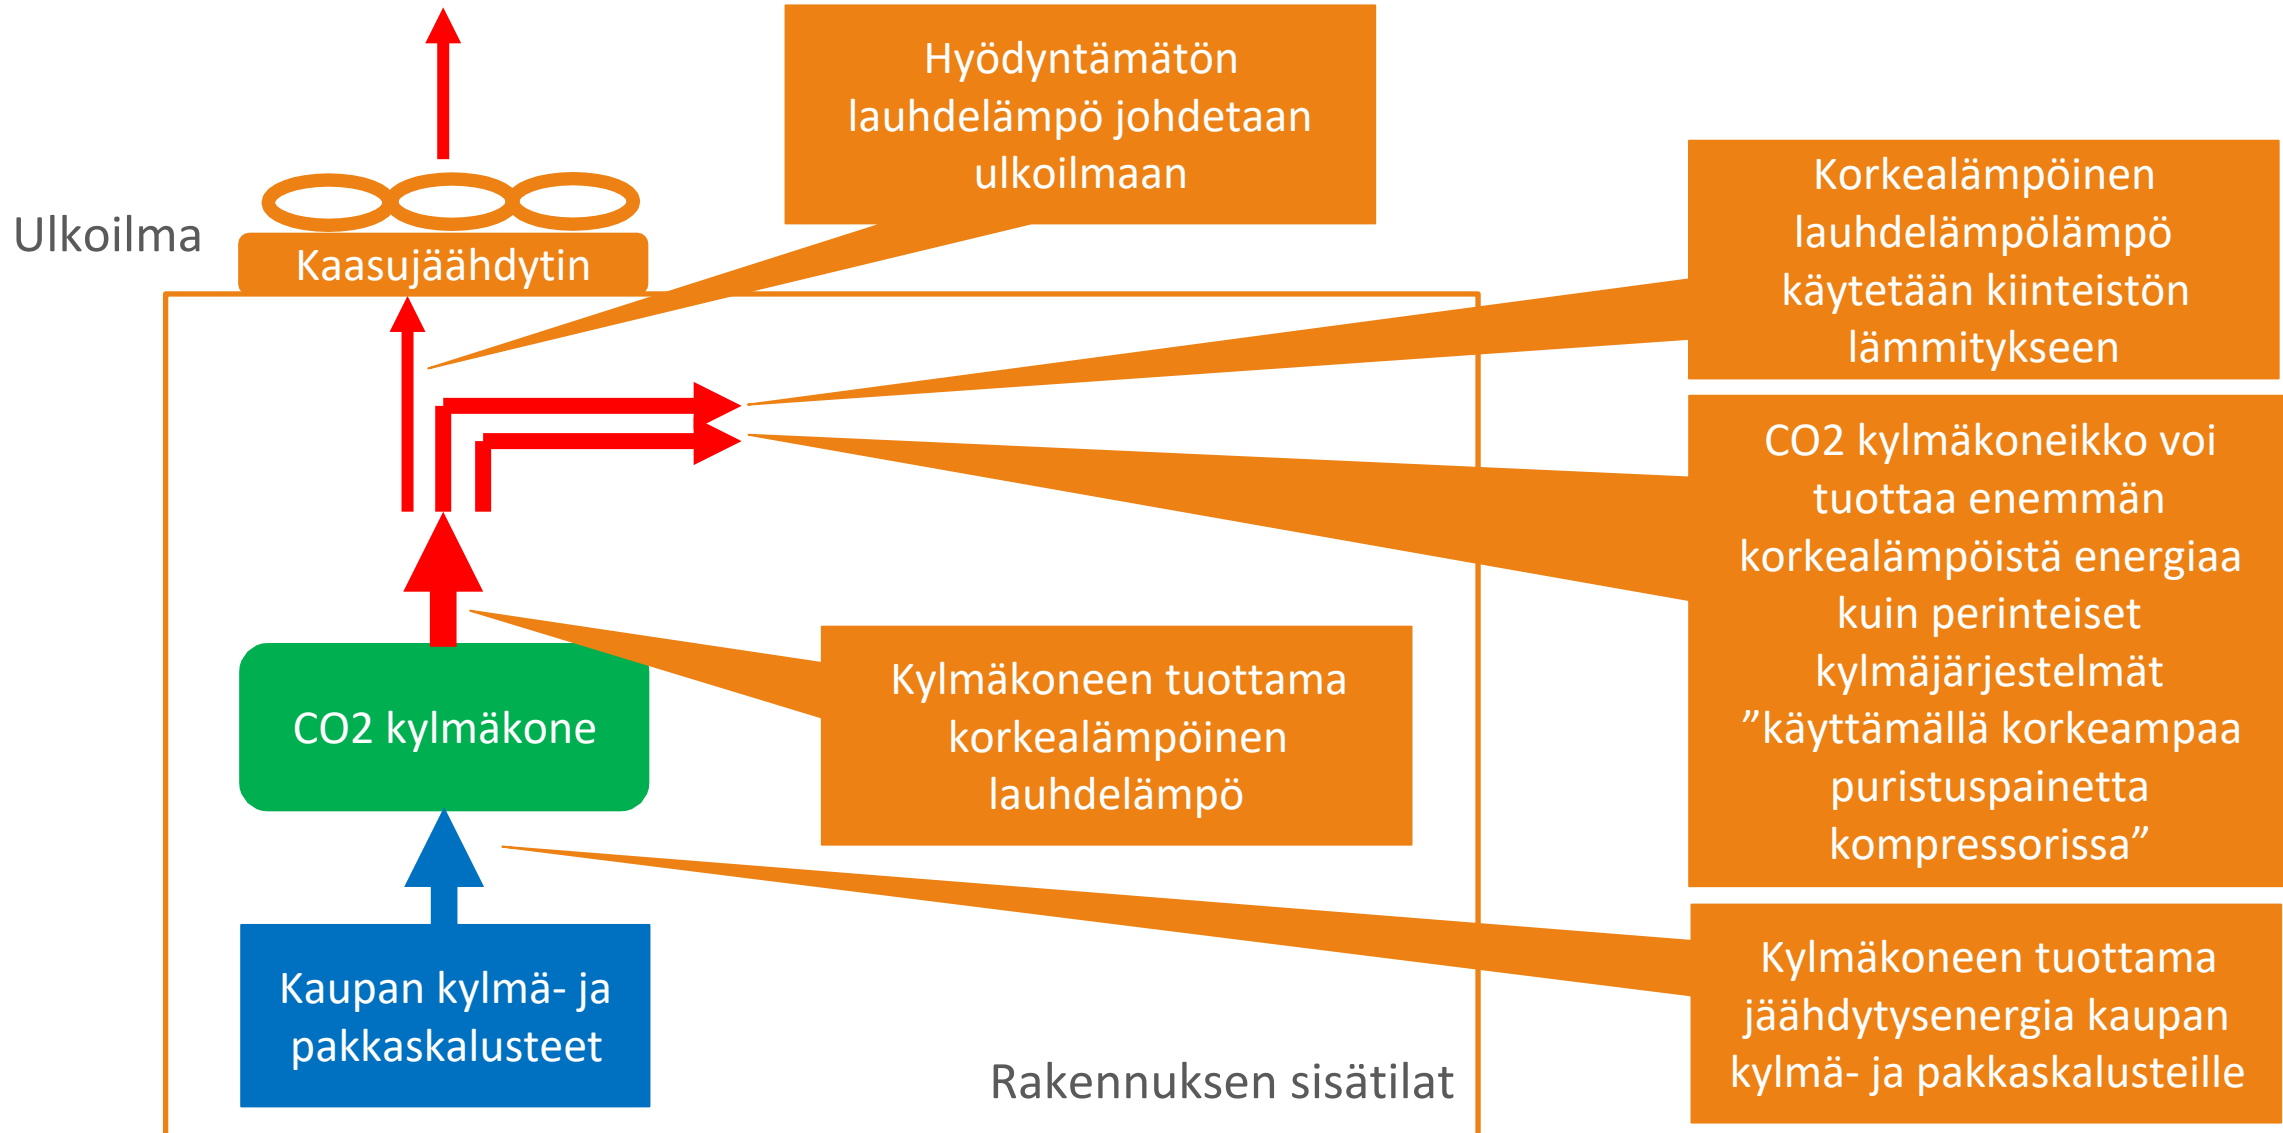 Hyödyntämätön
lauhdelämpö johdetaan
ulkoilmaan
Ulkoilma
Kaasujäähdytin
Korkealämpöinen
lauhdelämpölämpö
käytetään kiinteistön
lämmitykseen
CO2 kylmäkoneikko voi
tuottaa enemmän
korkealämpöistä energiaa
kuin perinteiset
kylmäjärjestelmät
”käyttämällä korkeampaa
puristuspainetta
kompressorissa”
Kylmäkoneen tuottama
korkealämpöinen
lauhdelämpö
CO2 kylmäkone
Kaupan kylmä- ja
pakkaskalusteet
Kylmäkoneen tuottama
jäähdytysenergia kaupan
kylmä- ja pakkaskalusteille
Rakennuksen sisätilat